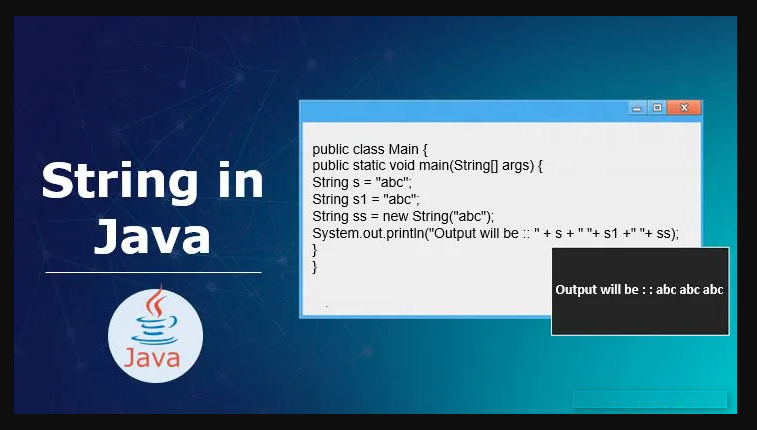 String in
Java
Java
public class Main {
public static void main(String[] args) {
String s = "abc";
String s1 = "abc";
String ss = new String("abc");
System.out.println("Output will be :: " + s + " "+ s1 +" "+ ss);
}
}
Output will be : : abc abc abc